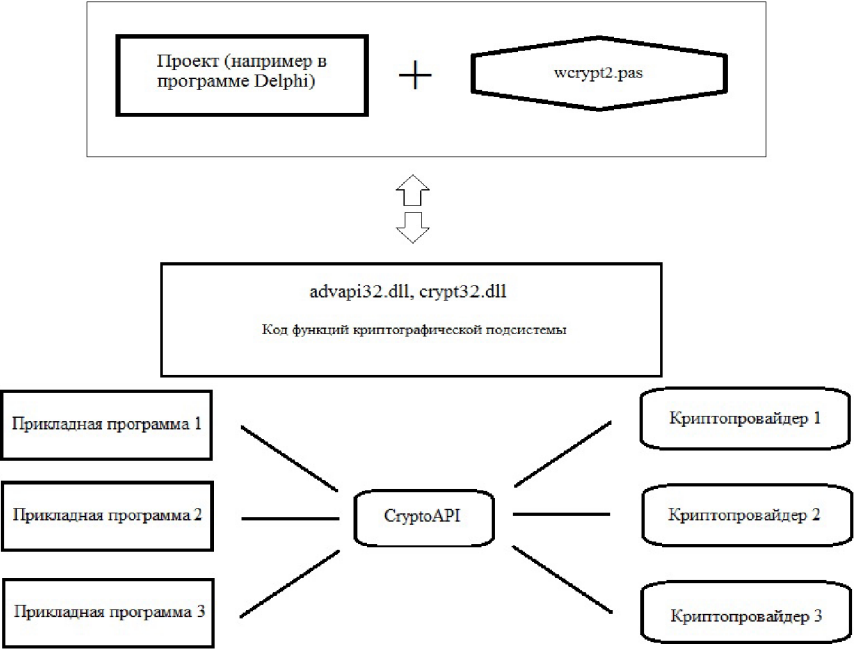 Проект (например в
программе Delphi)
+
wcrypt2.pas
advapi32.dll, crypt32.dll
Код функций криптографической подсистемы
Прикладная программа 1
Криптопровайдер 1
Прикладная программа 2
CryptoAPI
Криптопровайдер 2
Прикладная программа 3
Криптопровайдер 3